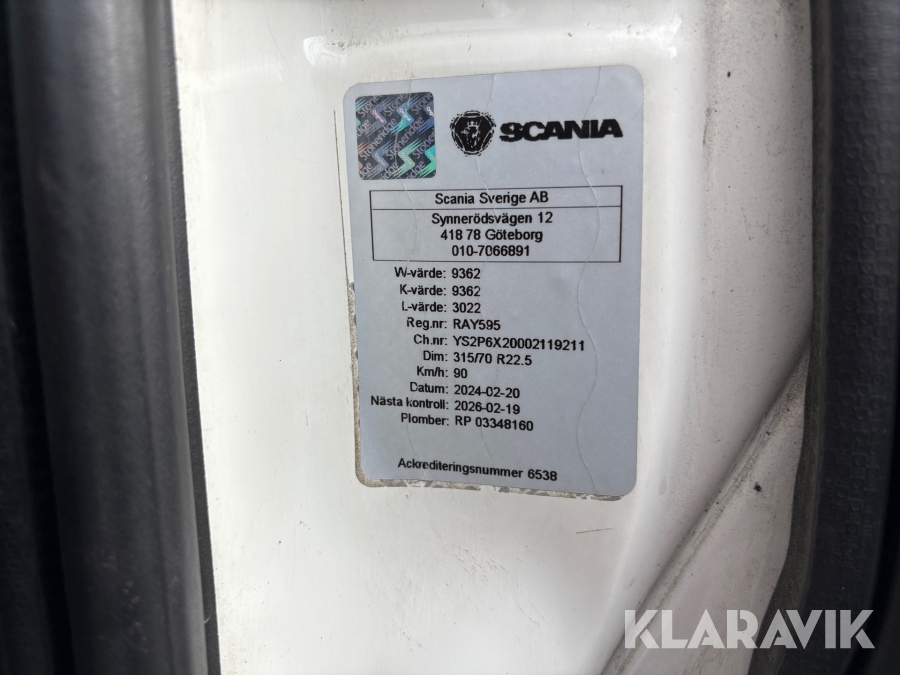 Stoneridge
SCANIA
Scania Sverige AB
Synnerödsvägen 12
418 78 Göteborg
010-7066891
W-värde: 9362
K-värde: 9362
L-värde: 3022
Reg.nr: RAY595
Ch.nr: YS2P6X20002119211
Dim: 315/70 R22.5
Km/h: 90
Datum: 2024-02-20
Nästa kontroll: 2026-02-19
Plomber: RP 03348160
Ackrediteringsnummer 6538
KLARAVIK